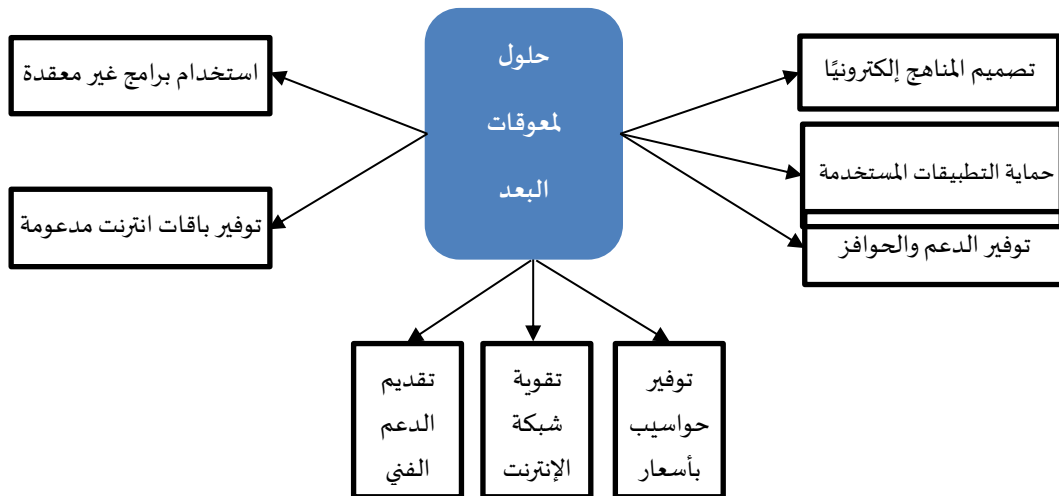 حلول
لمعوقات
البعد
تصميم المناهج إلكترونيًا
حماية التطبيقات المستخدمة
توفير الدعم والحوافز
استخدام برامج غير معقدة
توفير باقات انترنت مدعومة
توفير
حواسيب
بأسعار
تقوية
شبكة
الإنترنت
تقديم
الدعم
الفني